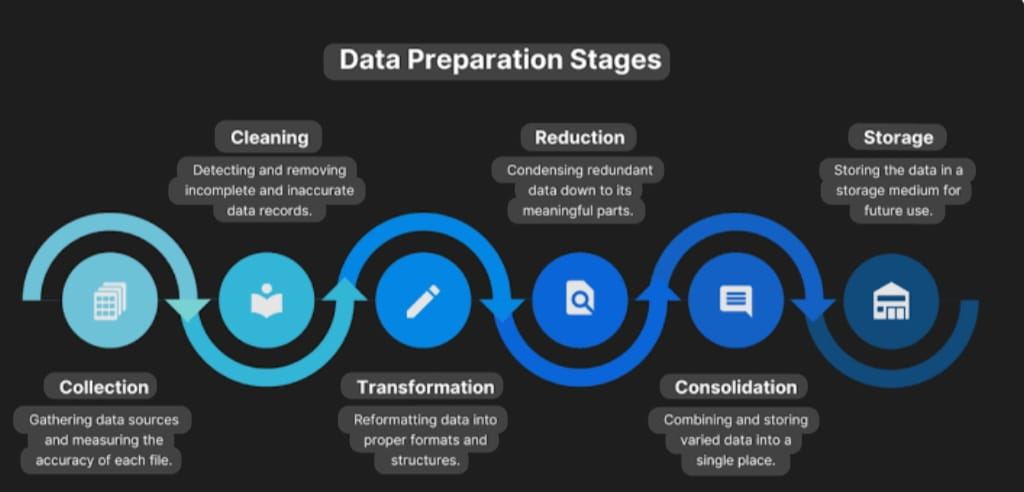 Data Preparation Stages
Cleaning
Detecting and removing
incomplete and inaccurate
data records.
Reduction
Condensing redundant
data down to its
meaningful parts.
Storage
Storing the data in a
storage medium for
future use.
Collection
Gathering data sources
and measuring the
accuracy of each file.
Transformation
Reformatting data into
proper formats and
structures.
Consolidation
Combining and storing
varied data into a
single place.